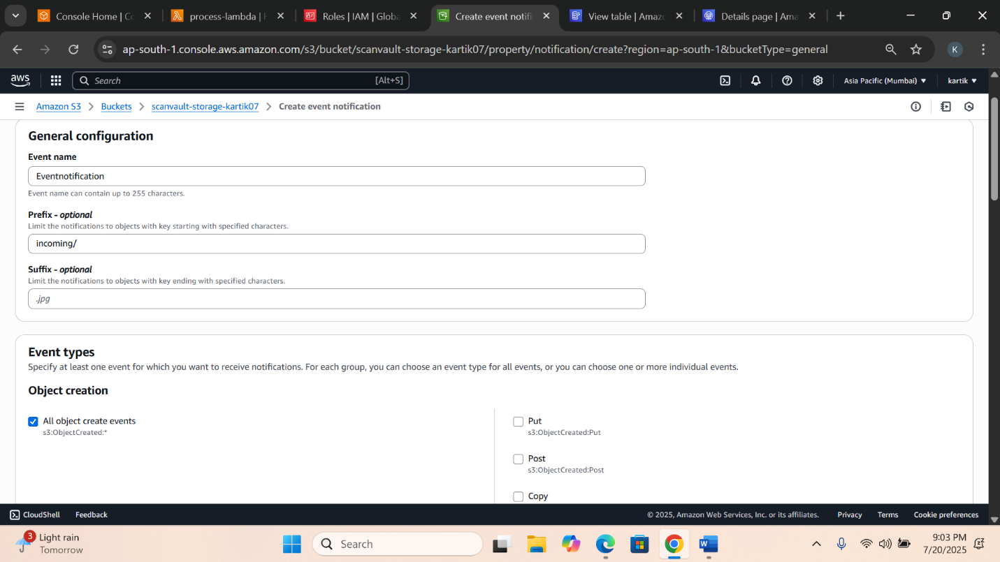 Console Home | Co
process-lambda | F
Roles | IAM | Globa
Create event notifi
View table | Amazo
Details page | Ama
ap-south-1.console.aws.amazon.com/s3/bucket/scanvault-storage-kartik07/property/notification/create?region=ap-south-1&bucketType=general
K
aws
Search
[Alt+S]
Asia Pacific (Mumbai)
kartik
Amazon S3
Buckets
scanvault-storage-kartik07
Create event notification
General configuration
Event name
Eventnotification
Event name can contain up to 255 characters.
Prefix - optional
Limit the notifications to objects with key starting with specified characters.
incoming/
Suffix - optional
Limit the notifications to objects with key ending with specified characters.
.jpg
Event types
Specify at least one event for which you want to receive notifications. For each group, you can choose an event type for all events, or you can choose one or more individual events.
Object creation
All object create events
s3:ObjectCreated:*
Put
s3:ObjectCreated:Put
Post
s3:ObjectCreated:Post
Copy
CloudShell
Feedback
© 2025, Amazon Web Services, Inc. or its affiliates.
Privacy
Terms
Cookie preferences
3
Light rain
Tomorrow
Search
9:03 PM
7/20/2025